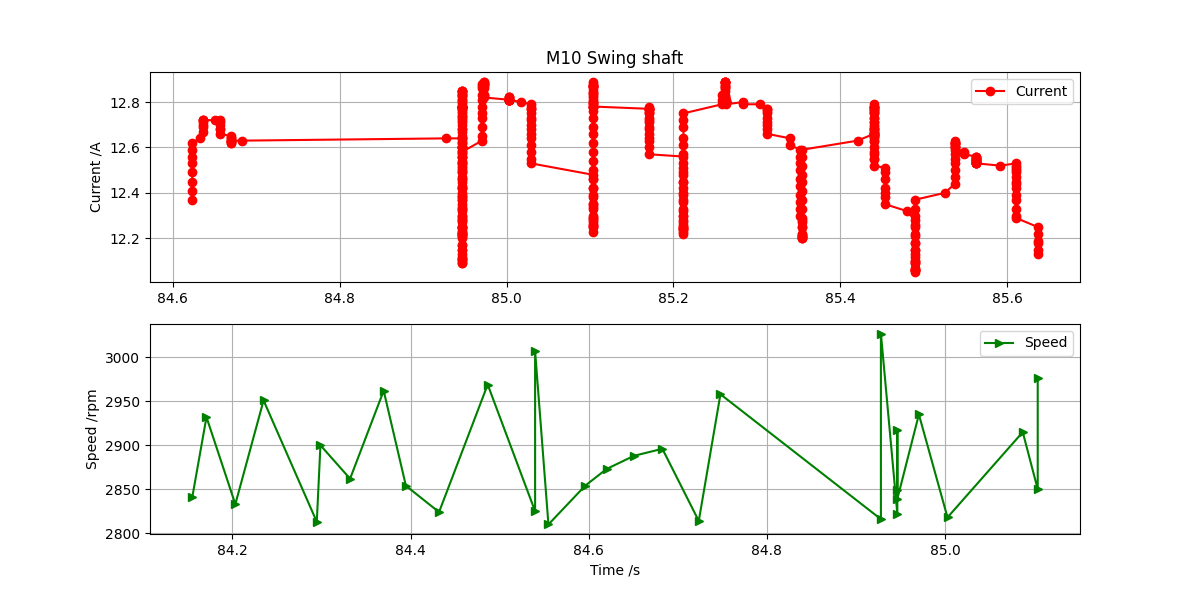 M10 Swing shaft
Current /A
12.8
12.6
12.4
12.2
Current
84.6 84.8 85.0 85.2 85.4 85.6
Speed /rpm
3000
2950
2900
2850
2800
Speed
84.2 84.4 84.6 84.8 85.0
Time /s